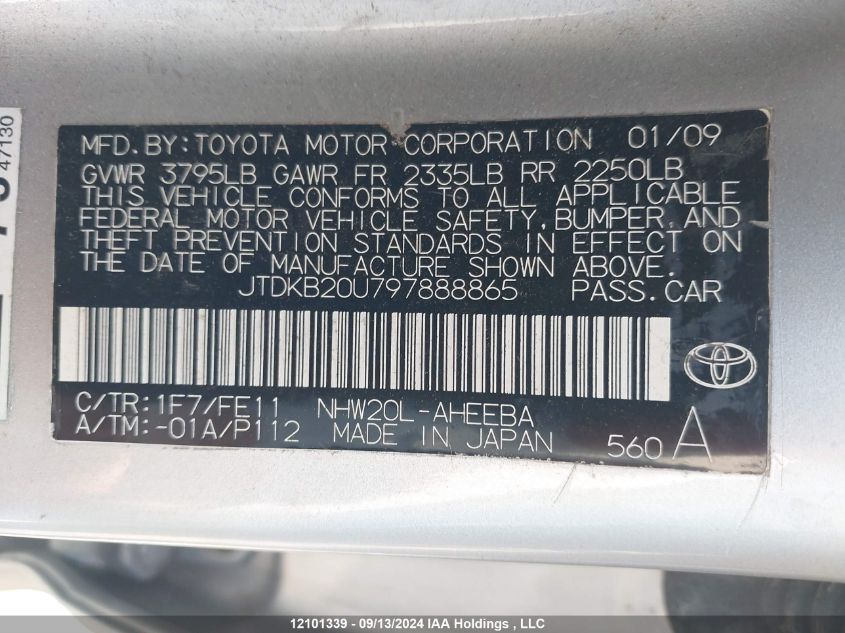 47130
MFD. BY: TOYOTA MOTOR CORPORATION 01/09
GVWR 3795LB GAWR FR 2335LB RR 2250LB
THIS VEHICLE CONFORMS TO ALL APPLICABLE
FEDERAL MOTOR VEHICLE SAFETY, BUMPER, AND
THEFT PREVENTION STANDARDS IN EFFECT ON
THE DATE OF MANUFACTURE SHOWN ABOVE.
JTDKB20U797888865 PASS. CAR
C/TR: 1F7/FE11 NHW20L-AHEEBA
A/TM: -01A/P112 MADE IN JAPAN 560 A
12101339 - 09/13/2024 IAA Holdings , LLC